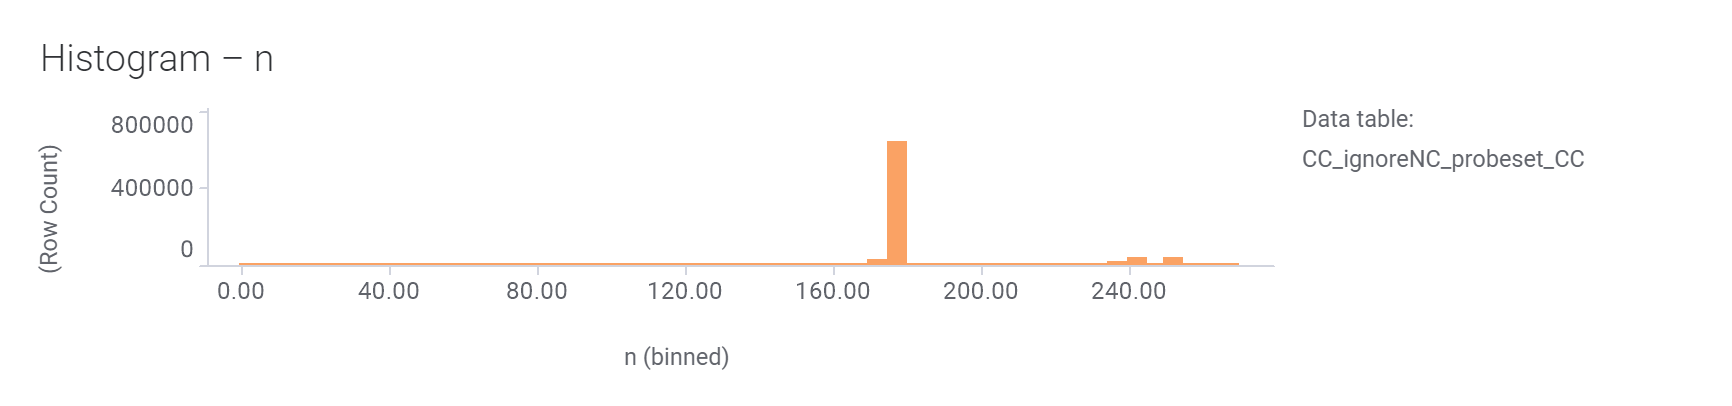 Histogram – n
(Row Count)
800000
400000
0
0.00 40.00 80.00 120.00 160.00 200.00 240.00
n (binned)
Data table:
CC_ignoreNC_probeset_CC